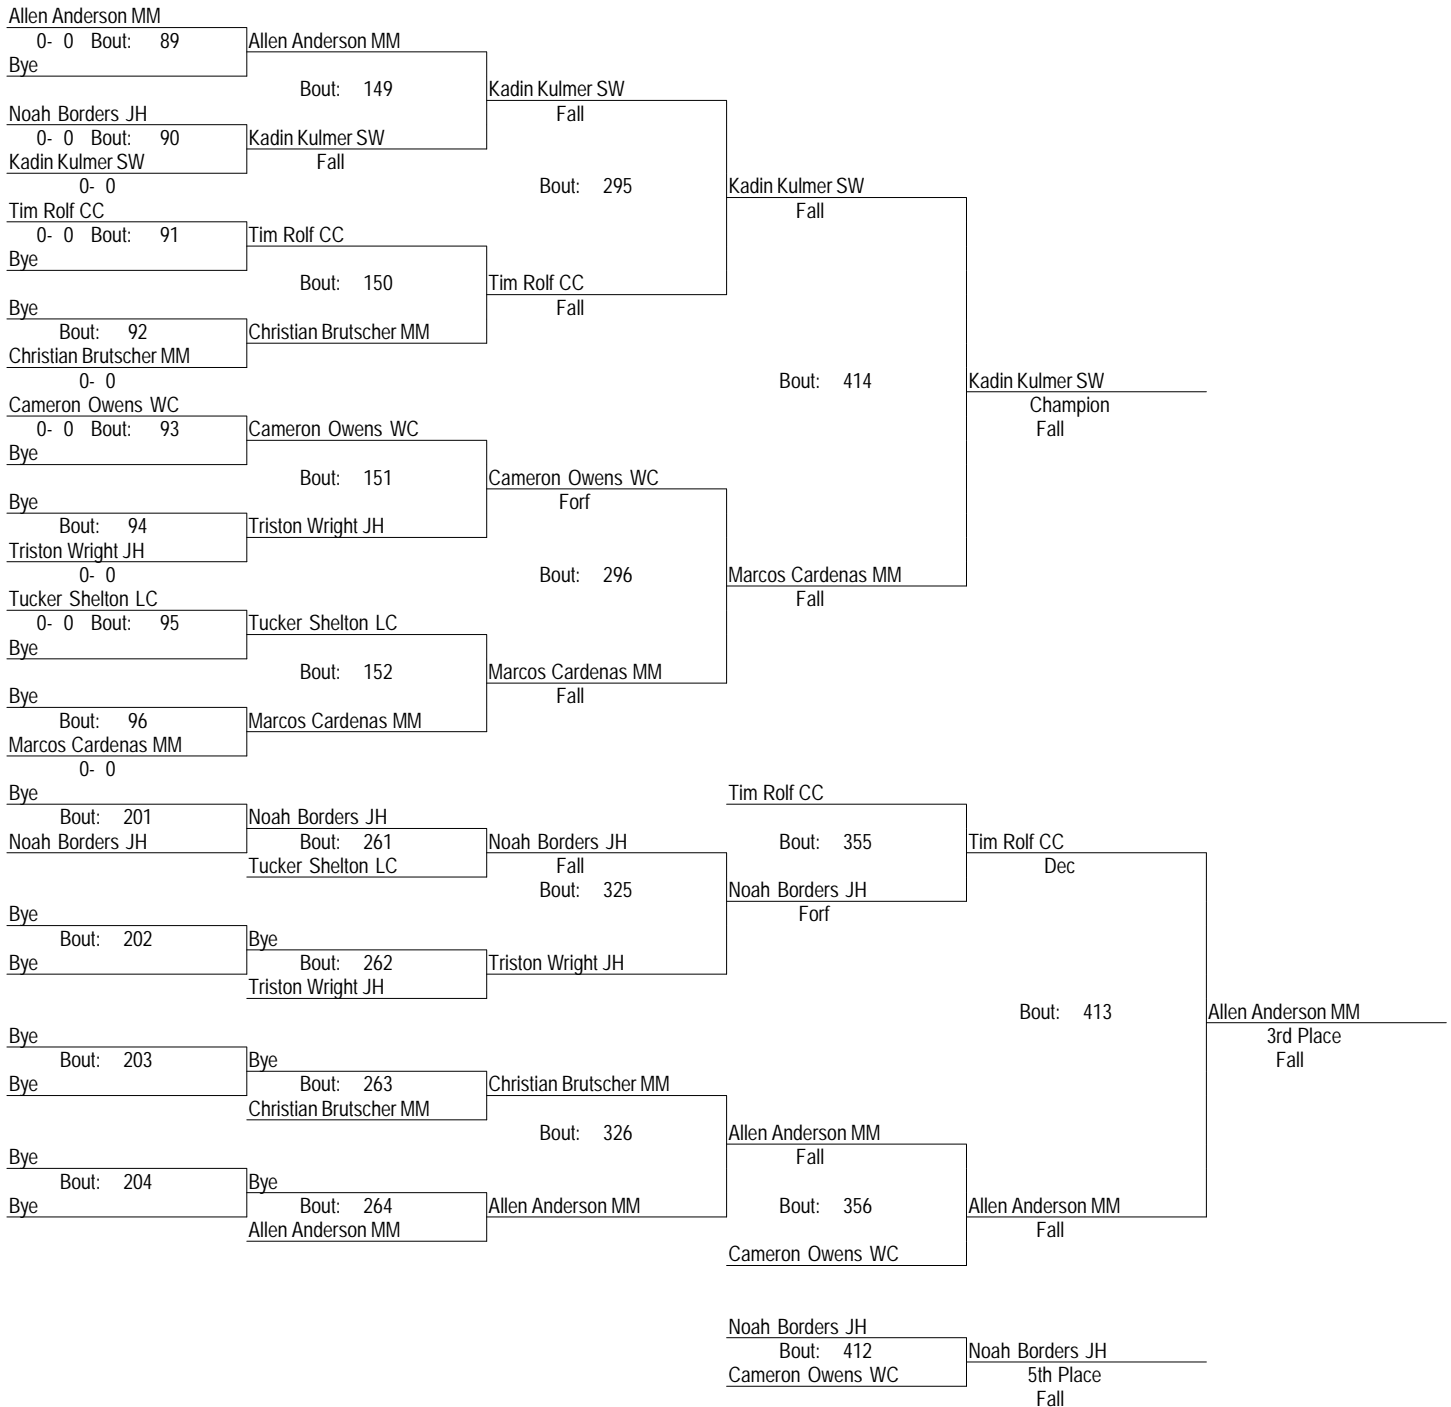 Allen Anderson MM
0- 0 Bout: 89
Allen Anderson MM
Bye
Bout: 149
Kadin Kulmer SW
Noah Borders JH
Fall
0- 0 Bout: 90
Kadin Kulmer SW
Kadin Kulmer SW
Fall
0- 0
Bout: 295
Kadin Kulmer SW
Tim Rolf CC
Fall
0- 0 Bout: 91
Tim Rolf CC
Bye
Bout: 150
Tim Rolf CC
Bye
Fall
Bout: 92
Christian Brutscher MM
Christian Brutscher MM
0- 0
Bout: 414
Kadin Kulmer SW
Cameron Owens WC
Champion
0- 0 Bout: 93
Cameron Owens WC
Fall
Bye
Bout: 151
Cameron Owens WC
Bye
Forf
Bout: 94
Triston Wright JH
Triston Wright JH
0- 0
Bout: 296
Marcos Cardenas MM
Tucker Shelton LC
Fall
0- 0 Bout: 95
Tucker Shelton LC
Bye
Bout: 152
Marcos Cardenas MM
Bye
Fall
Bout: 96
Marcos Cardenas MM
Marcos Cardenas MM
0- 0
Bye
Tim Rolf CC
Bout: 201
Noah Borders JH
Noah Borders JH
Bout: 261
Noah Borders JH
Bout: 355
Tim Rolf CC
Tucker Shelton LC
Fall
Dec
Bout: 325
Noah Borders JH
Bye
Forf
Bout: 202
Bye
Bye
Bout: 262
Triston Wright JH
Triston Wright JH
Bout: 413
Allen Anderson MM
Bye
3rd Place
Bout: 203
Bye
Fall
Bye
Bout: 263
Christian Brutscher MM
Christian Brutscher MM
Bout: 326
Allen Anderson MM
Bye
Fall
Bout: 204
Bye
Bye
Bout: 264
Allen Anderson MM
Bout: 356
Allen Anderson MM
Allen Anderson MM
Fall
Cameron Owens WC
Noah Borders JH
Bout: 412
Noah Borders JH
Cameron Owens WC
5th Place
Fall